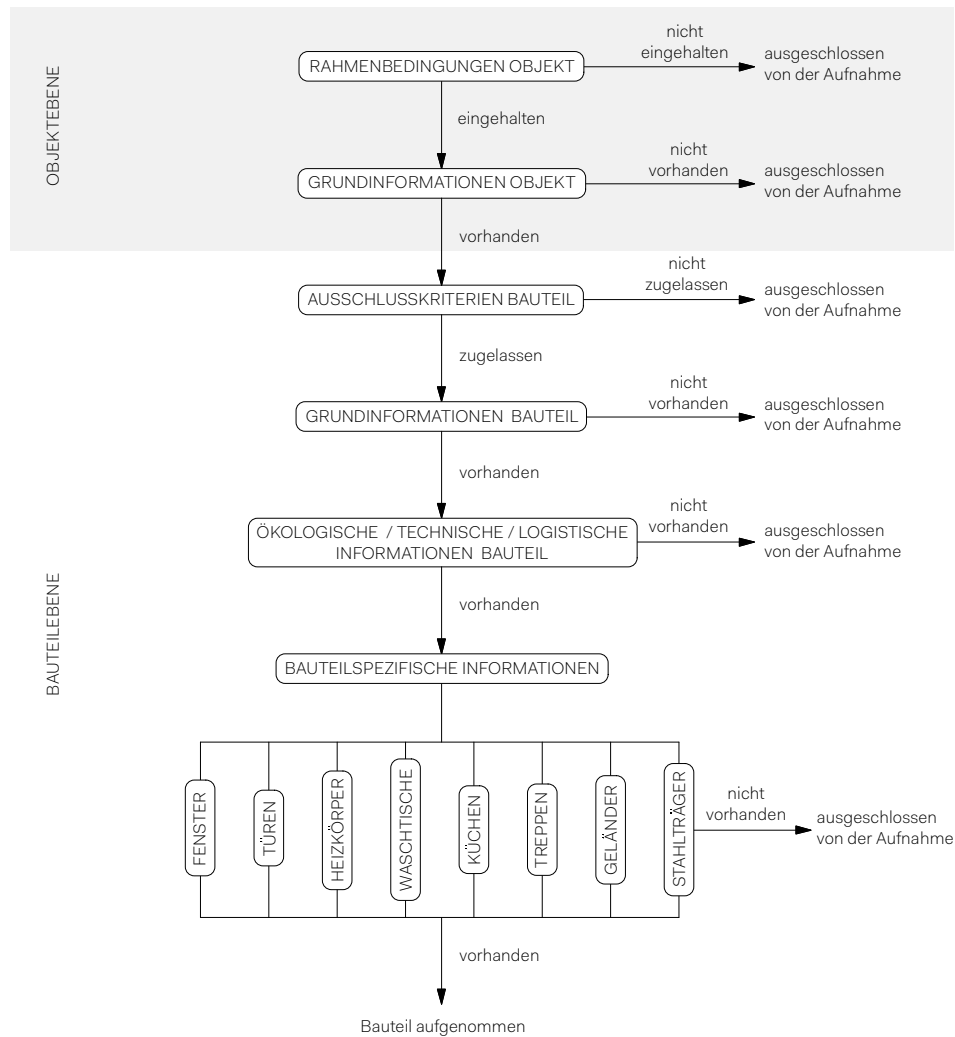 OBJEKTEBENE
RAHMENBEDINGUNGEN OBJEKT
nicht
eingehalten
ausgeschlossen
von der Aufnahme
eingehalten
GRUNDINFORMATIONEN OBJEKT
nicht
vorhanden
ausgeschlossen
von der Aufnahme
vorhanden
BAUTEILEBENE
AUSSCHLUSSKRITERIEN BAUTEIL
nicht
zugelassen
ausgeschlossen
von der Aufnahme
zugelassen
GRUNDINFORMATIONEN BAUTEIL
nicht
vorhanden
ausgeschlossen
von der Aufnahme
vorhanden
ÖKOLOGISCHE / TECHNISCHE / LOGISTISCHE
INFORMATIONEN BAUTEIL
nicht
vorhanden
ausgeschlossen
von der Aufnahme
vorhanden
BAUTEILSPEZIFISCHE INFORMATIONEN
FENSTER
TÜREN
HEIZKÖRPER
WASCHTISCHE
KÜCHEN
TREPPEN
GELÄNDER
STAHLTRÄGER
nicht
vorhanden
ausgeschlossen
von der Aufnahme
vorhanden
Bauteil aufgenommen